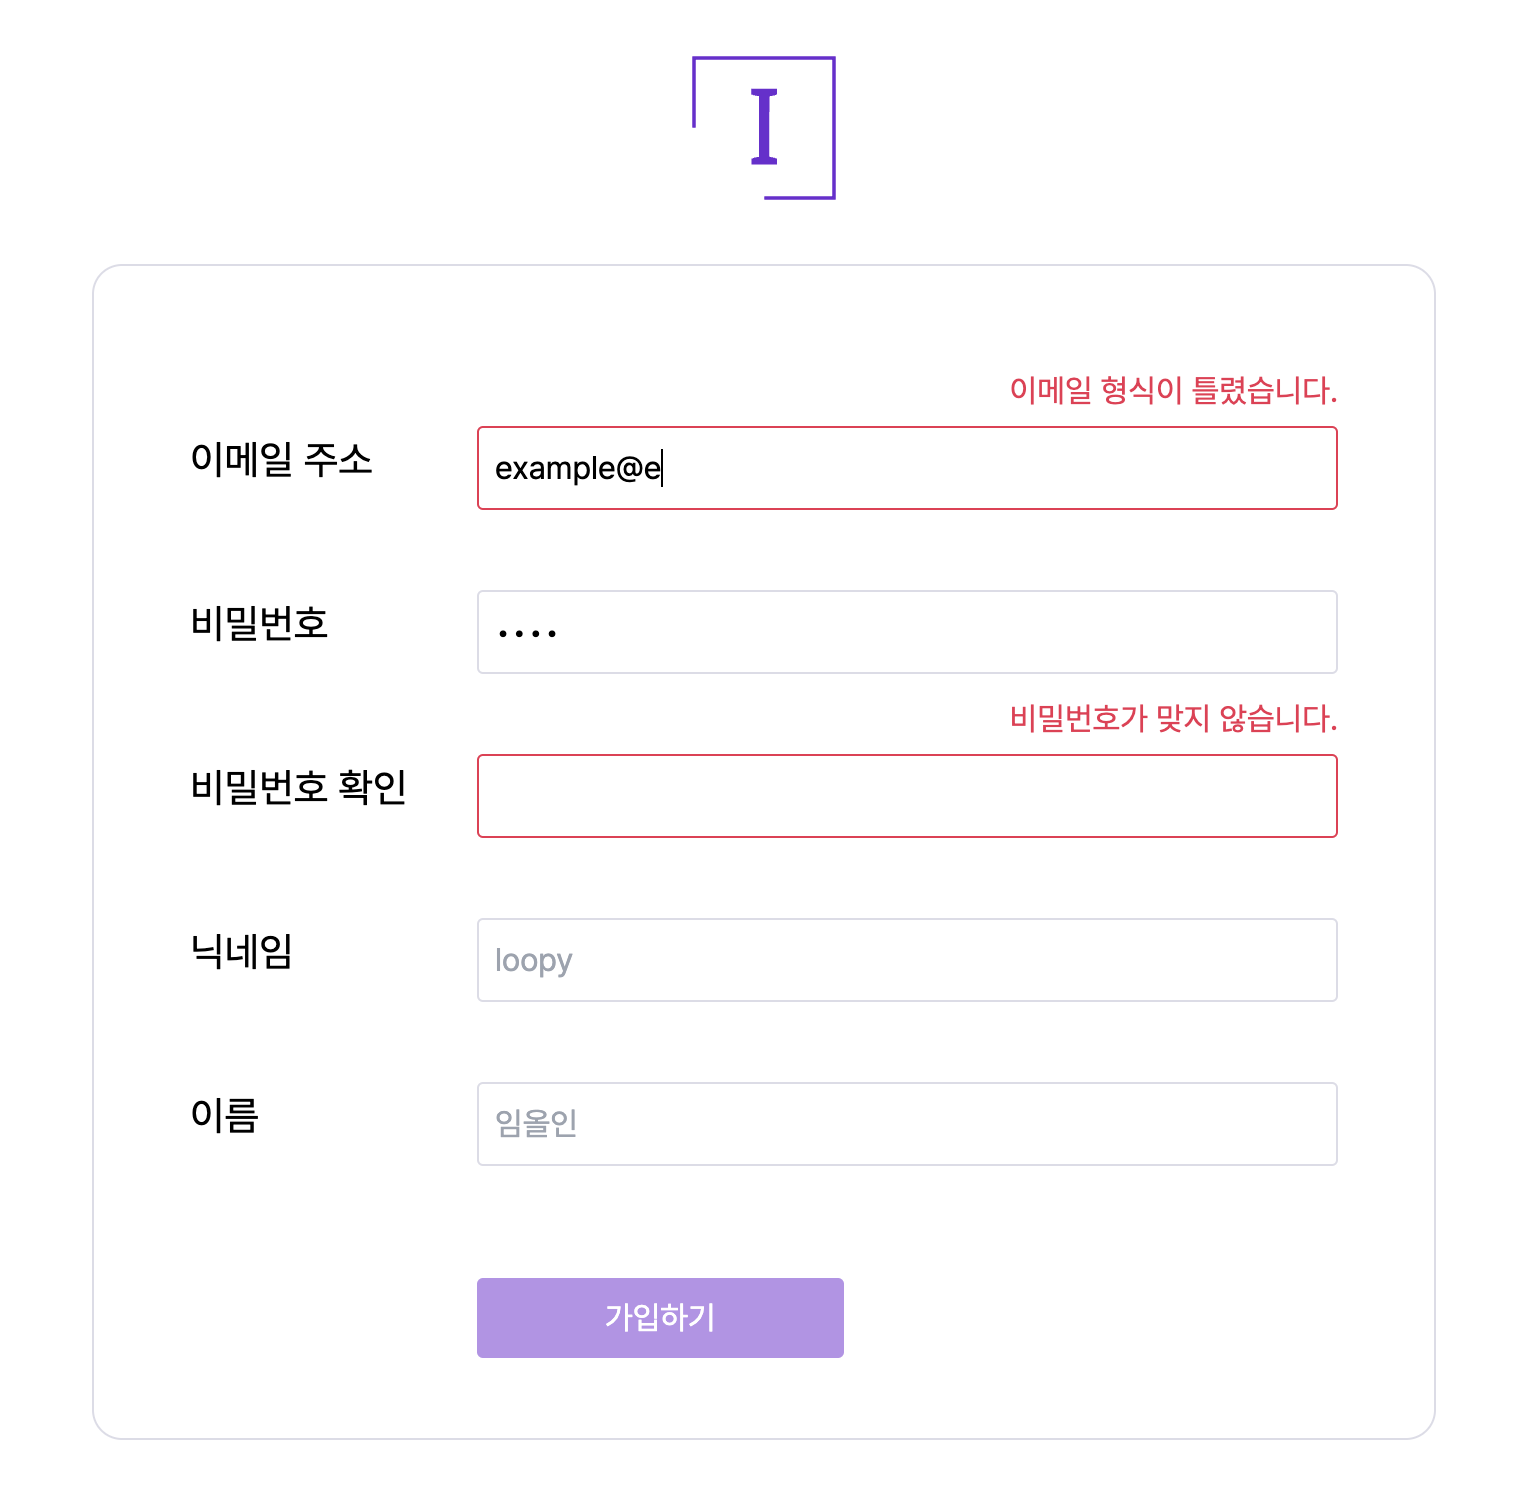 I
이메일 형식이 틀렸습니다.
이메일 주소
example@e
비밀번호
••••
비밀번호가 맞지 않습니다.
비밀번호 확인
닉네임
loopy
이름
임올인
가입하기